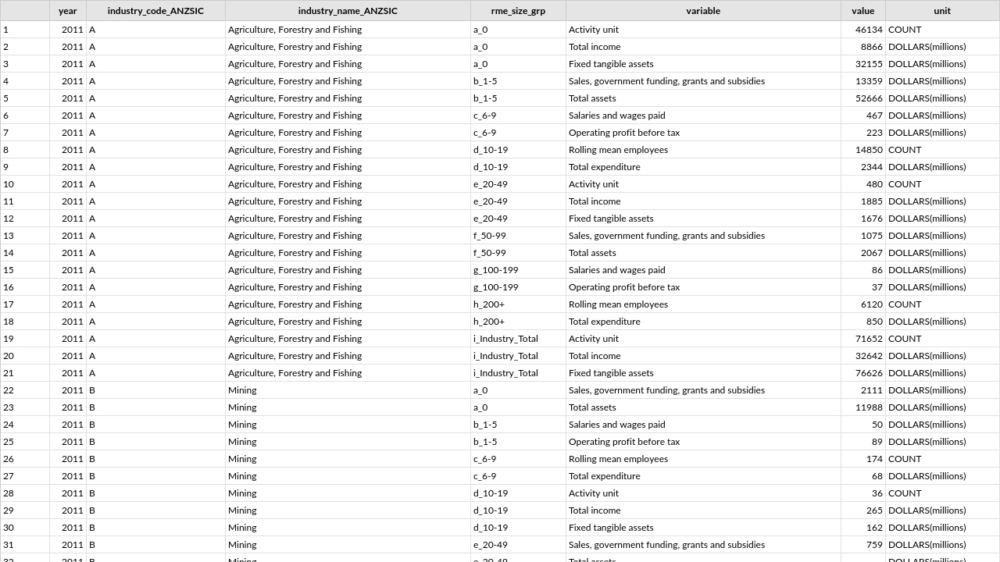 year industry_code_ANZSIC industry_name_ANZSIC rme_size_grp variable value unit
1 2011 A Agriculture, Forestry and Fishing a_0 Activity unit 46134 COUNT
2 2011 A Agriculture, Forestry and Fishing a_0 Total income 8866 DOLLARS(millions)
3 2011 A Agriculture, Forestry and Fishing a_0 Fixed tangible assets 32155 DOLLARS(millions)
4 2011 A Agriculture, Forestry and Fishing b_1-5 Sales, government funding, grants and subsidies 13359 DOLLARS(millions)
5 2011 A Agriculture, Forestry and Fishing b_1-5 Total assets 52666 DOLLARS(millions)
6 2011 A Agriculture, Forestry and Fishing c_6-9 Salaries and wages paid 467 DOLLARS(millions)
7 2011 A Agriculture, Forestry and Fishing c_6-9 Operating profit before tax 223 DOLLARS(millions)
8 2011 A Agriculture, Forestry and Fishing d_10-19 Rolling mean employees 14850 COUNT
9 2011 A Agriculture, Forestry and Fishing d_10-19 Total expenditure 2344 DOLLARS(millions)
10 2011 A Agriculture, Forestry and Fishing e_20-49 Activity unit 480 COUNT
11 2011 A Agriculture, Forestry and Fishing e_20-49 Total income 1885 DOLLARS(millions)
12 2011 A Agriculture, Forestry and Fishing e_20-49 Fixed tangible assets 1676 DOLLARS(millions)
13 2011 A Agriculture, Forestry and Fishing f_50-99 Sales, government funding, grants and subsidies 1075 DOLLARS(millions)
14 2011 A Agriculture, Forestry and Fishing f_50-99 Total assets 2067 DOLLARS(millions)
15 2011 A Agriculture, Forestry and Fishing g_100-199 Salaries and wages paid 86 DOLLARS(millions)
16 2011 A Agriculture, Forestry and Fishing g_100-199 Operating profit before tax 37 DOLLARS(millions)
17 2011 A Agriculture, Forestry and Fishing h_200+ Rolling mean employees 6120 COUNT
18 2011 A Agriculture, Forestry and Fishing h_200+ Total expenditure 850 DOLLARS(millions)
19 2011 A Agriculture, Forestry and Fishing i_Industry_Total Activity unit 71652 COUNT
20 2011 A Agriculture, Forestry and Fishing i_Industry_Total Total income 32642 DOLLARS(millions)
21 2011 A Agriculture, Forestry and Fishing i_Industry_Total Fixed tangible assets 76626 DOLLARS(millions)
22 2011 B Mining a_0 Sales, government funding, grants and subsidies 2111 DOLLARS(millions)
23 2011 B Mining a_0 Total assets 11988 DOLLARS(millions)
24 2011 B Mining b_1-5 Salaries and wages paid 50 DOLLARS(millions)
25 2011 B Mining b_1-5 Operating profit before tax 89 DOLLARS(millions)
26 2011 B Mining c_6-9 Rolling mean employees 174 COUNT
27 2011 B Mining c_6-9 Total expenditure 68 DOLLARS(millions)
28 2011 B Mining d_10-19 Activity unit 36 COUNT
29 2011 B Mining d_10-19 Total income 265 DOLLARS(millions)
30 2011 B Mining d_10-19 Fixed tangible assets 162 DOLLARS(millions)
31 2011 B Mining e_20-49 Sales, government funding, grants and subsidies 759 DOLLARS(millions)